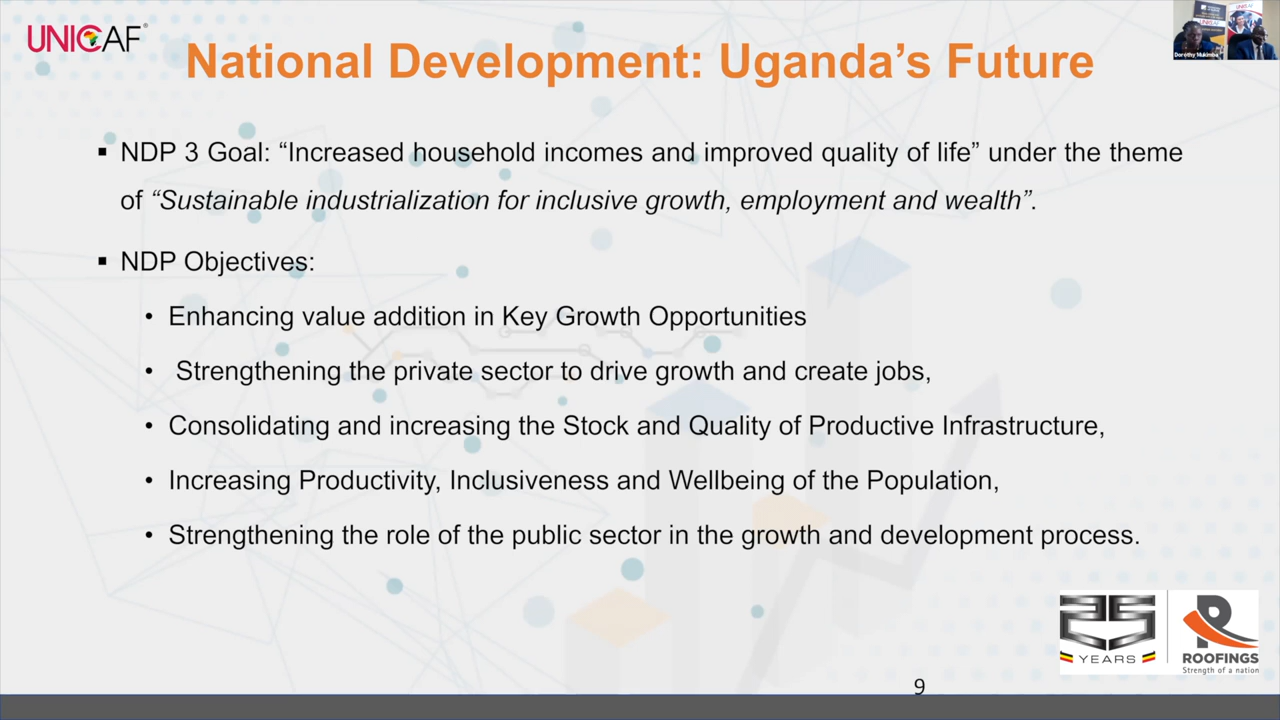 UNICAF®
National Development: Uganda's Future
Dorothy Mukimba
▪ NDP 3 Goal: “Increased household incomes and improved quality of life” under the theme
of “Sustainable industrialization for inclusive growth, employment and wealth”.
▪ NDP Objectives:
• Enhancing value addition in Key Growth Opportunities
• Strengthening the private sector to drive growth and create jobs,
• Consolidating and increasing the Stock and Quality of Productive Infrastructure,
• Increasing Productivity, Inclusiveness and Wellbeing of the Population,
• Strengthening the role of the public sector in the growth and development process.
25
YEARS
ROOFINGS
Strength of a nation
9